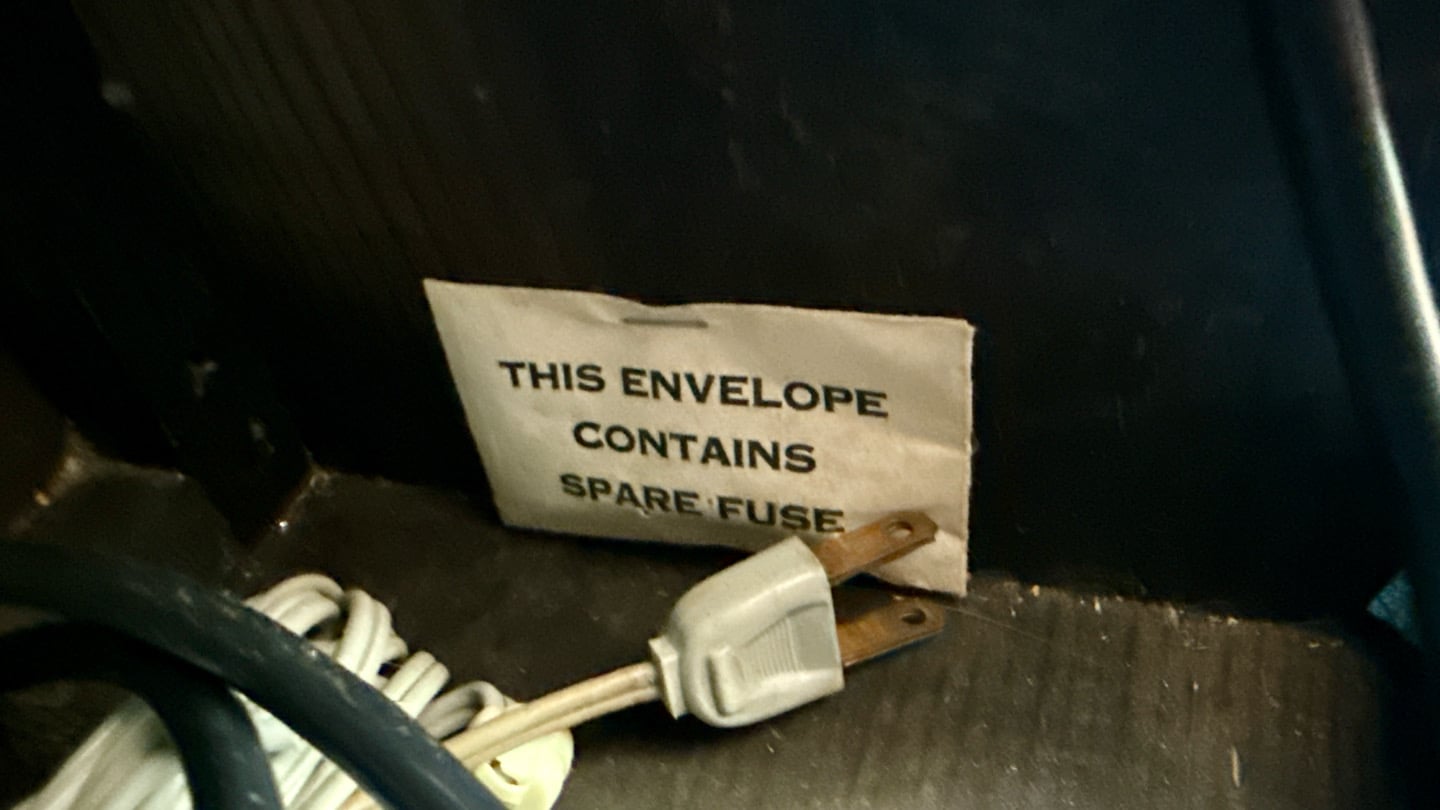 THIS ENVELOPE
CONTAINS
SPARE FUSE